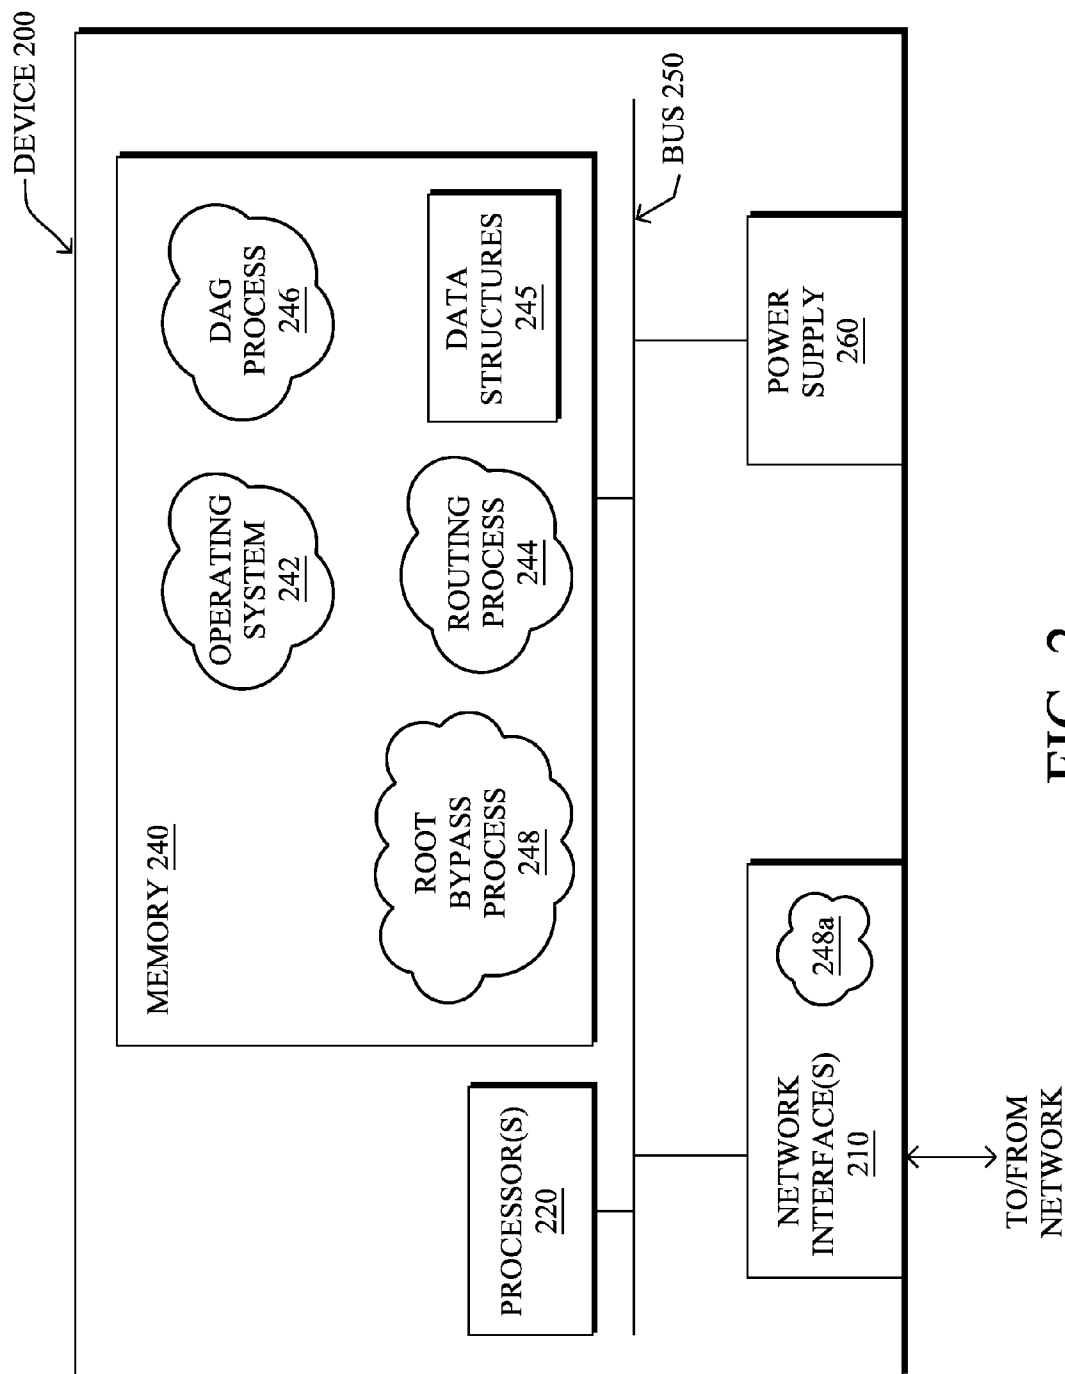 DEVICE 200
MEMORY 240
OPERATING
SYSTEM
242
DAG
PROCESS
246
ROOT
BYPASS
PROCESS
248
ROUTING
PROCESS
244
DATA
STRUCTURES
245
PROCESSOR(S)
220
BUS 250
NETWORK
INTERFACE(S)
210
248a
POWER
SUPPLY
260
TO/FROM
NETWORK